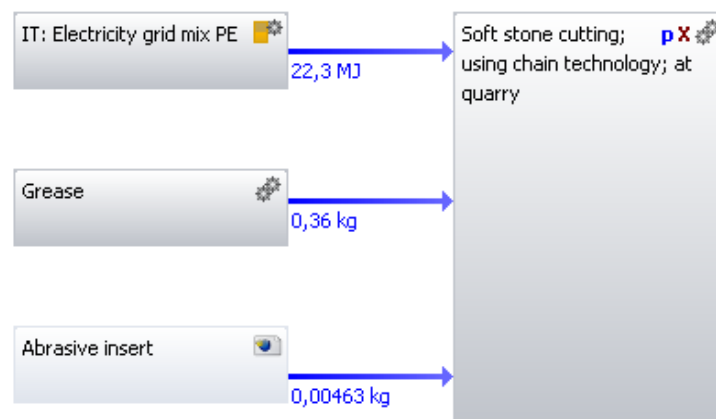 IT: Electricity grid mix PE
22,3 MJ
Grease
0,36 kg
Abrasive insert
0,00463 kg
Soft stone cutting; p X
using chain technology; at
quarry